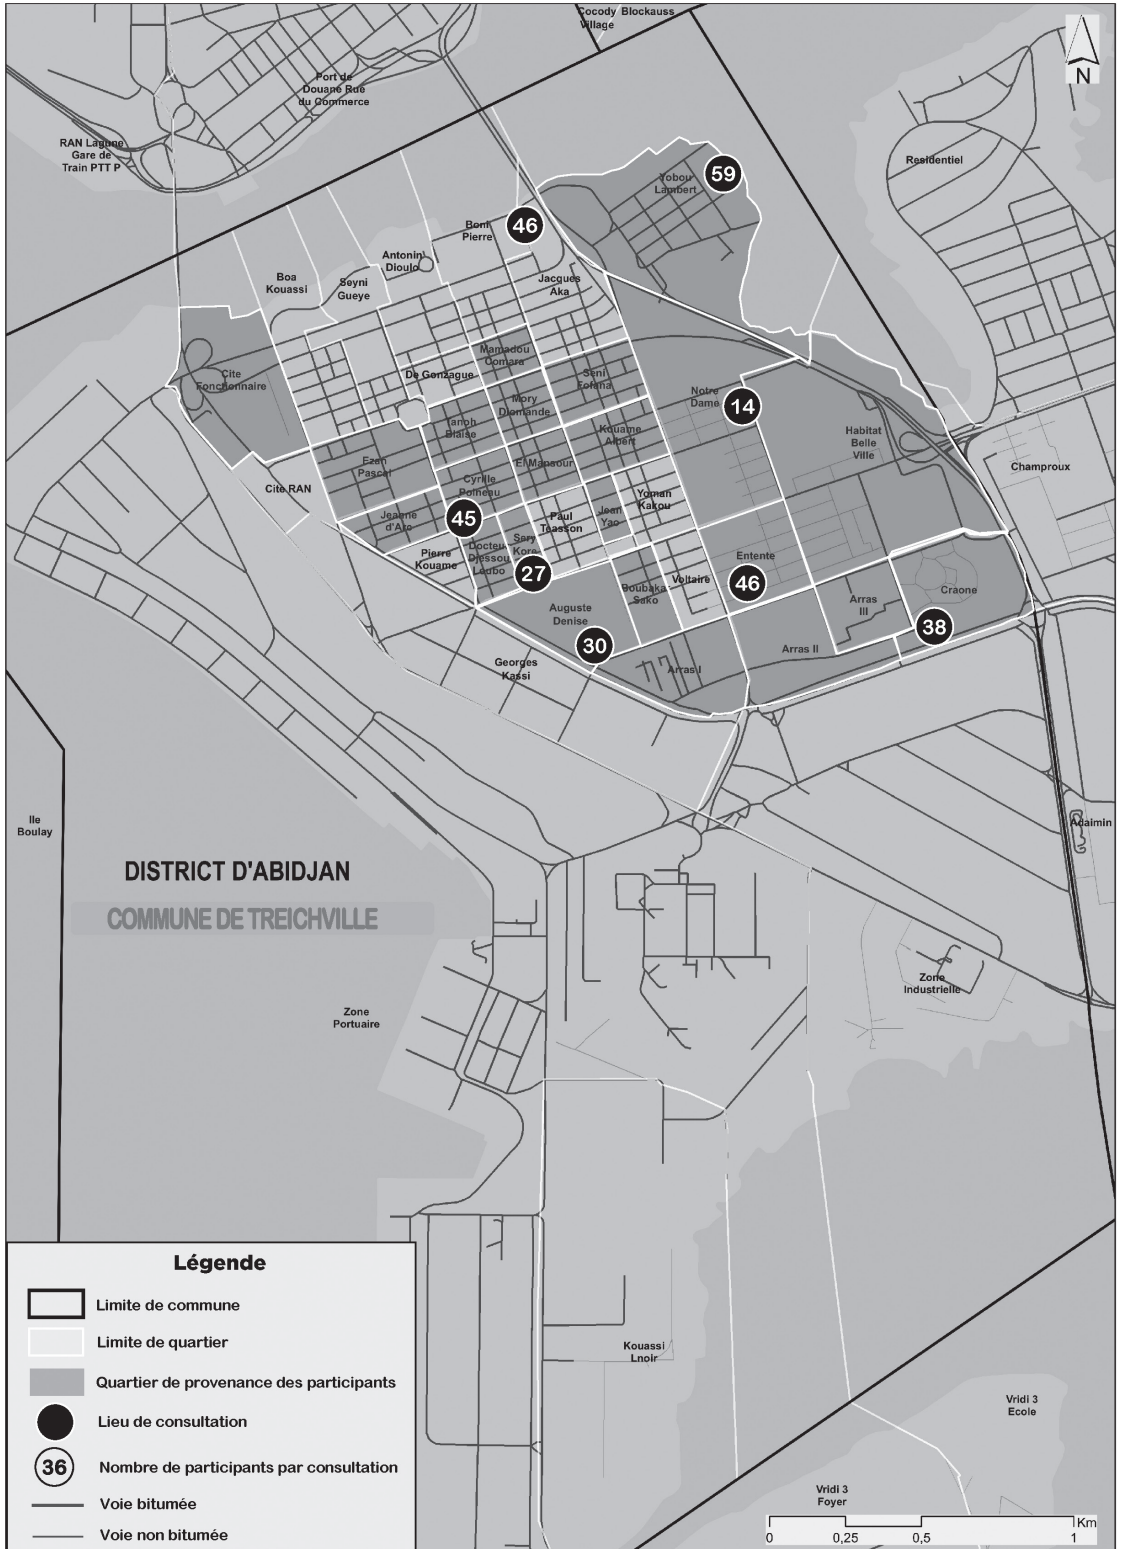 Cocody Blockauss
Village
N
Port de
Douane Rue
du Commerce
RAN Lagune
Gare de
Train PTT P
Residentiel
59
Yobou
Lambert
46
Boni
Pierre
Antonin
Dioulo
Jacques
Aka
Boa
Kouassi
Seyni
Gueye
Mamadou
Oomara
De Gonzague
Seni
Fofana
Cite
Fonctionnaire
Mory
Diomande
Notre
Dame
14
Tanoh
Blaise
Kouame
Albert
Habitat
Belle
Ville
Ezan
Pascal
El Mansour
Champroux
Cite RAN
Cyrille
Poineau
Yoman
Kakou
Jeanne
d'Arc
45
Paul
Teasson
Jean
Yao
Pierre
Kouame
Docteu
Djessou
Loubo
Sery
Kore
27
Entente
46
Voltaire
Boubaka
Sako
Craone
Arras
III
Auguste
Denise
30
38
Arras II
Arras I
Georges
Kassi
Ile
Boulay
Adaimin
DISTRICT D'ABIDJAN
COMMUNE DE TREICHVILLE
Zone
Industrielle
Zone
Portuaire
Kouassi
Lnoir
Vridi 3
Ecole
Vridi 3
Foyer
Légende
Limite de commune
Limite de quartier
Quartier de provenance des participants
Lieu de consultation
36
Nombre de participants par consultation
Voie bitumée
Voie non bitumée
Km
0 0,25 0,5 1